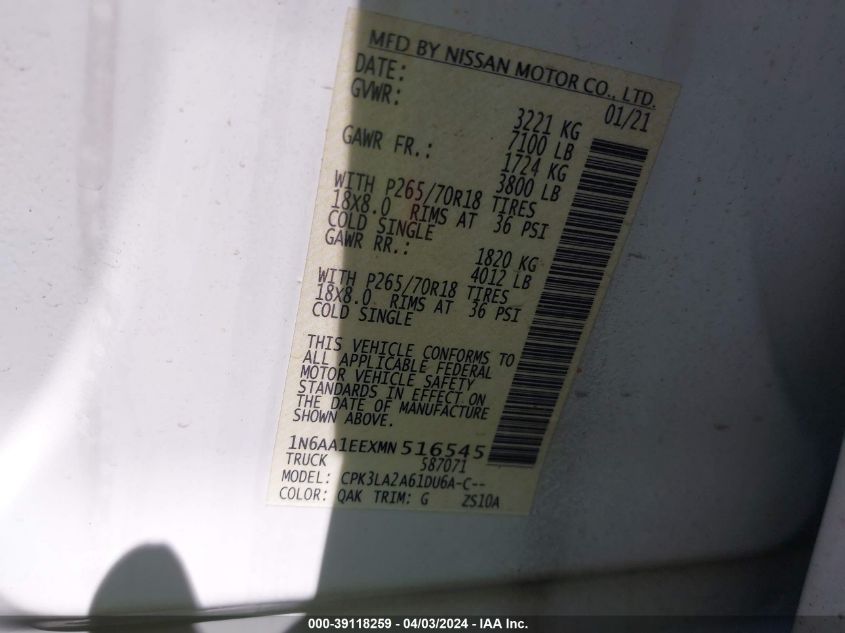 MFD BY NISSAN MOTOR CO., LTD.
DATE: 01/21
GVWR: 3221 KG
7100 LB
GAWR FR.: 1724 KG
3800 LB
WITH P265/70R18 TIRES
18X8.0 RIMS AT 36 PSI
COLD SINGLE
GAWR RR.: 1820 KG
4012 LB
WITH P265/70R18 TIRES
18X8.0 RIMS AT 36 PSI
COLD SINGLE
THIS VEHICLE CONFORMS TO
ALL APPLICABLE FEDERAL
MOTOR VEHICLE SAFETY
STANDARDS IN EFFECT ON
THE DATE OF MANUFACTURE
SHOWN ABOVE.
1N6AA1EEXMN516545
TRUCK 587071
MODEL: CPK3LA2A61DU6A-C--
COLOR: QAK TRIM: G ZS10A
000-39118259 - 04/03/2024 - IAA Inc.